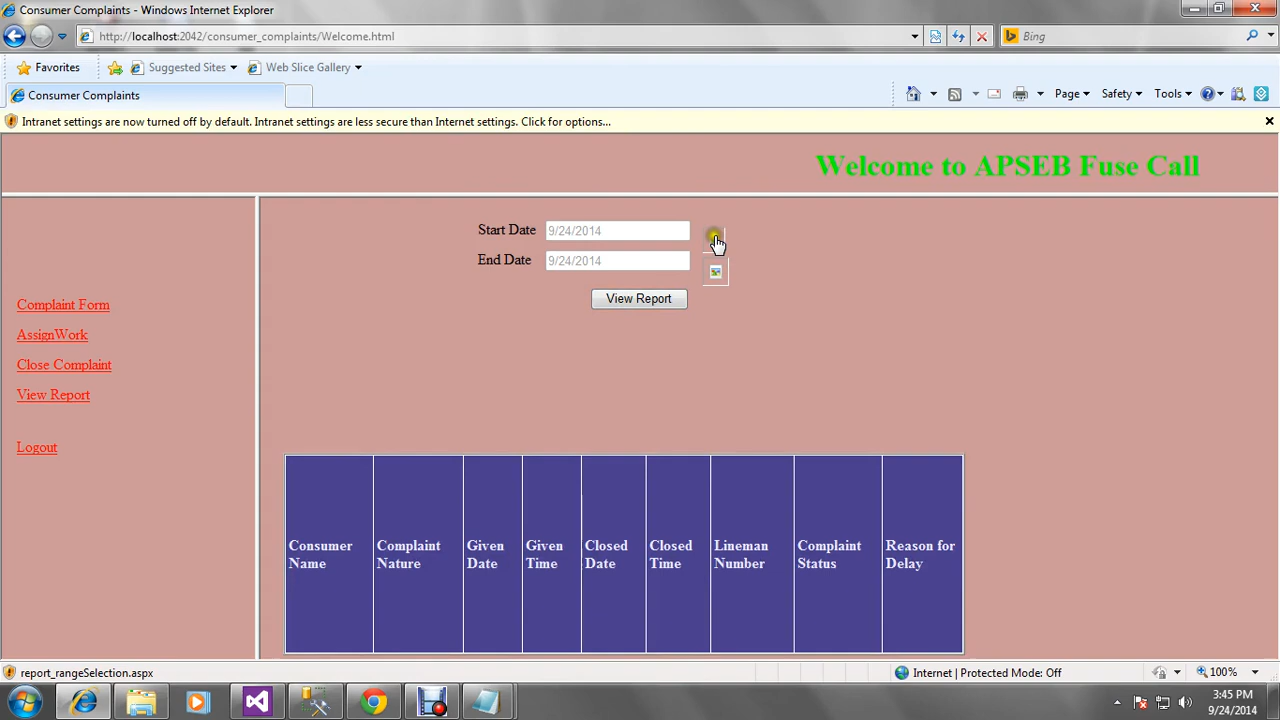 Consumer Complaints - Windows Internet Explorer
http://localhost:2042/consumer_complaints/Welcome.html
Bing
Favorites
Suggested Sites
Web Slice Gallery
Consumer Complaints
Page
Safety
Tools
Intranet settings are now turned off by default. Intranet settings are less secure than Internet settings. Click for options...
Welcome to APSEB Fuse Call
Start Date 9/24/2014
End Date 9/24/2014
View Report
Complaint Form
AssignWork
Close Complaint
View Report
Logout
Consumer Name
Complaint Nature
Given Date
Given Time
Closed Date
Closed Time
Lineman Number
Complaint Status
Reason for Delay
report_rangeSelection.aspx
Internet | Protected Mode: Off
100%
3:45 PM
9/24/2014